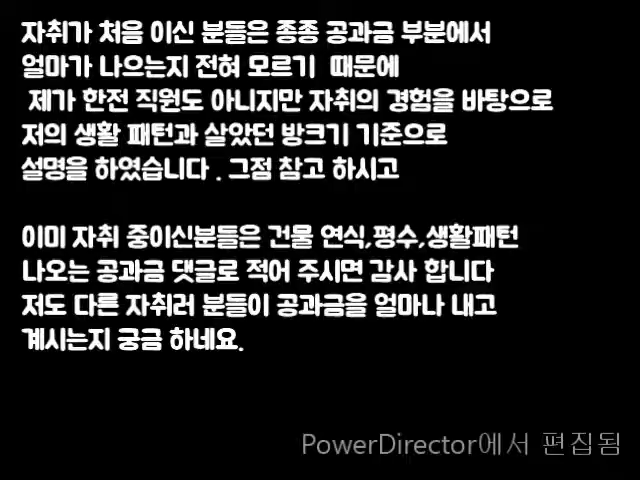 자취가 처음 이신 분들은 종종 공과금 부분에서
얼마가 나으는지 전혀 모르기 때문에
제가 한전 직원도 아니지만 자취의 경험을 바탕으로
저의 생활 패턴과 살았던 방크기 기준으로
설명을 하였습니다 . 그점 참고 하시고
이미 자취 중이신분들은 건물 연식,평수,생활패턴
나오는 공과금 댓글로 적어 주시면 감사 합니다
저도 다른 자취러 분들이 공과금을 얼마나 내고
계시는지 궁금 하네요.
PowerDirector에서 편집됨